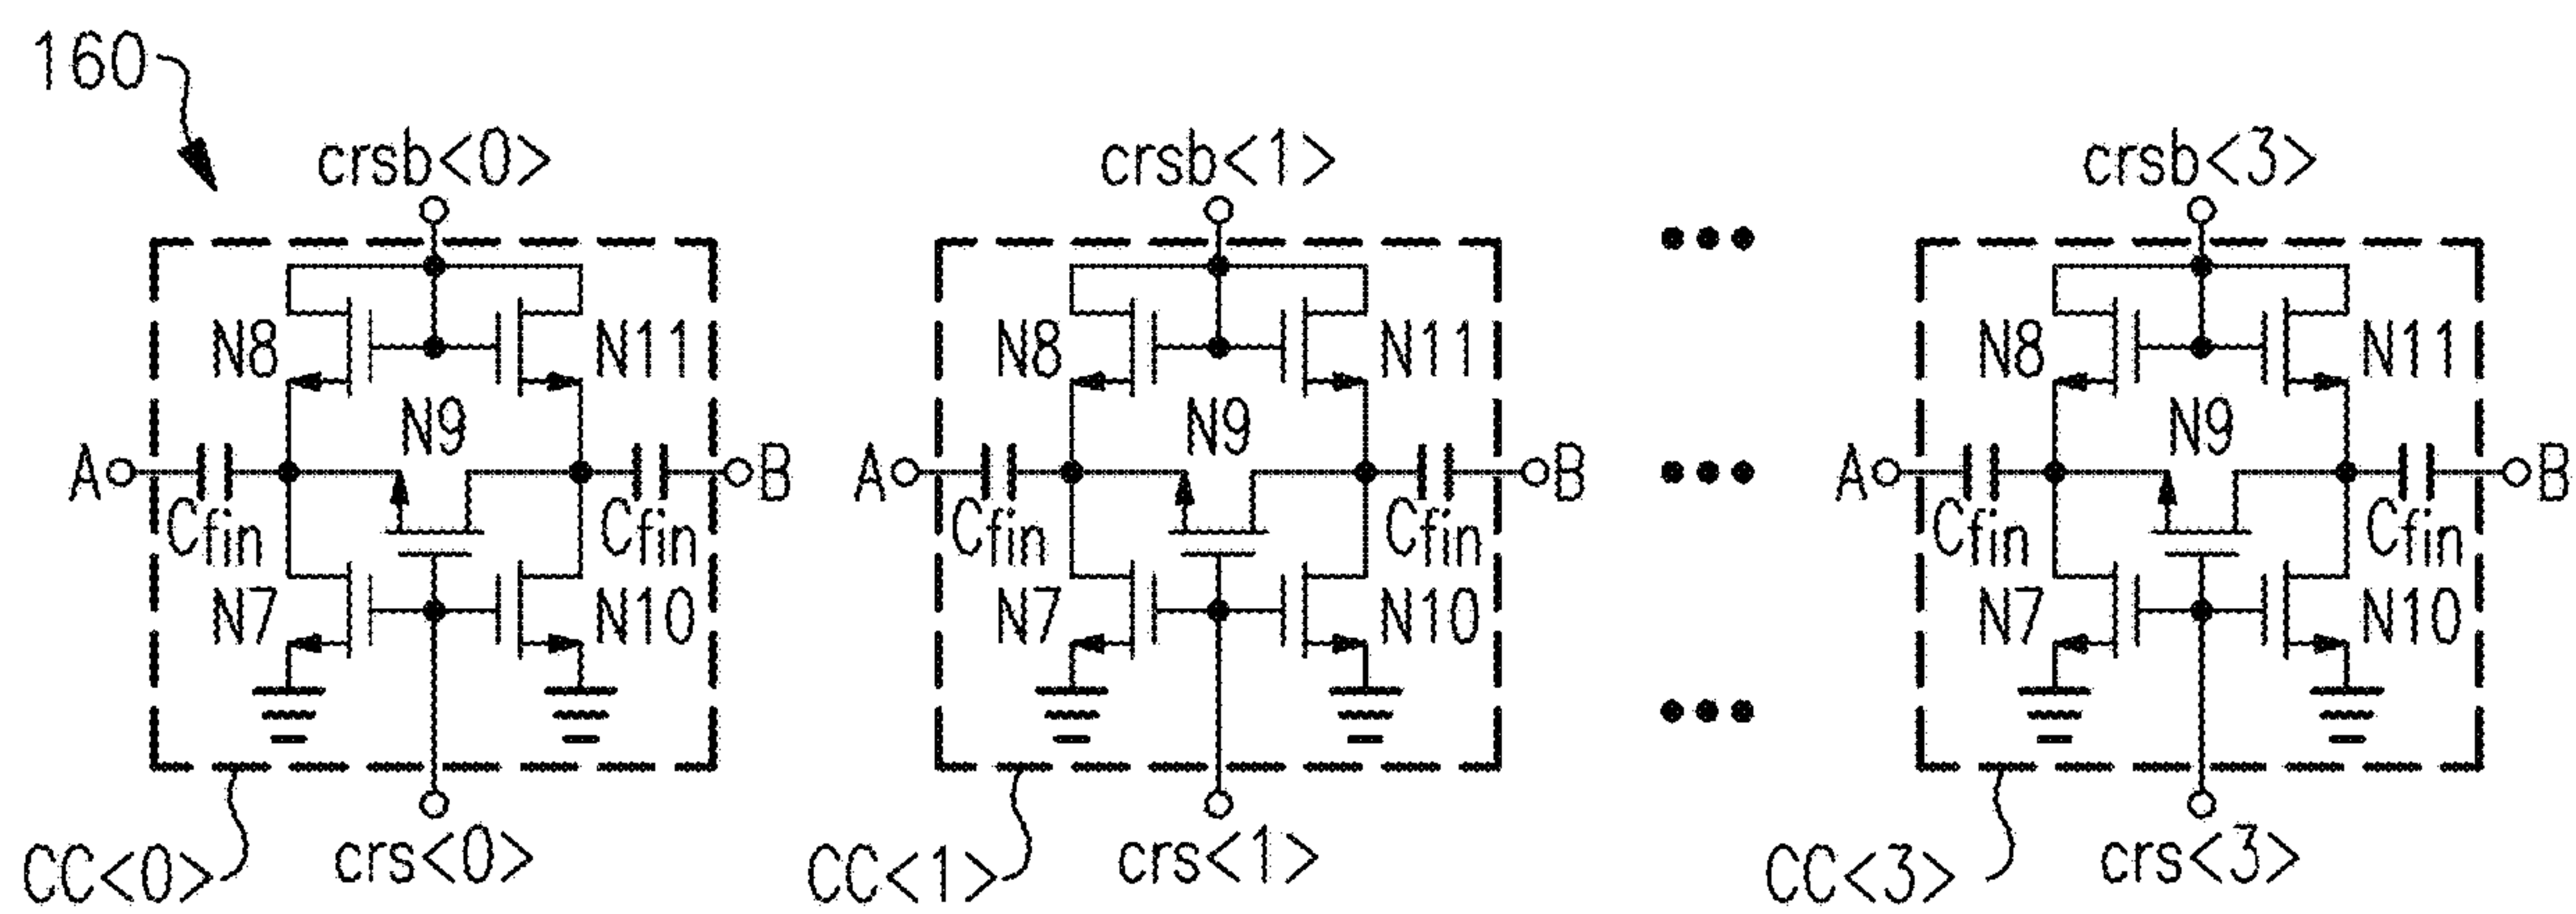 160
crsb<0> crsb<1> crsb<3>
N8 N11 N8 N11 N8 N11
N9 N9 N9
A B A B A B
Cfin Cfin Cfin Cfin Cfin Cfin
N7 N10 N7 N10 N7 N10
CC<0> crs<0> CC<1> crs<1> CC<3> crs<3>